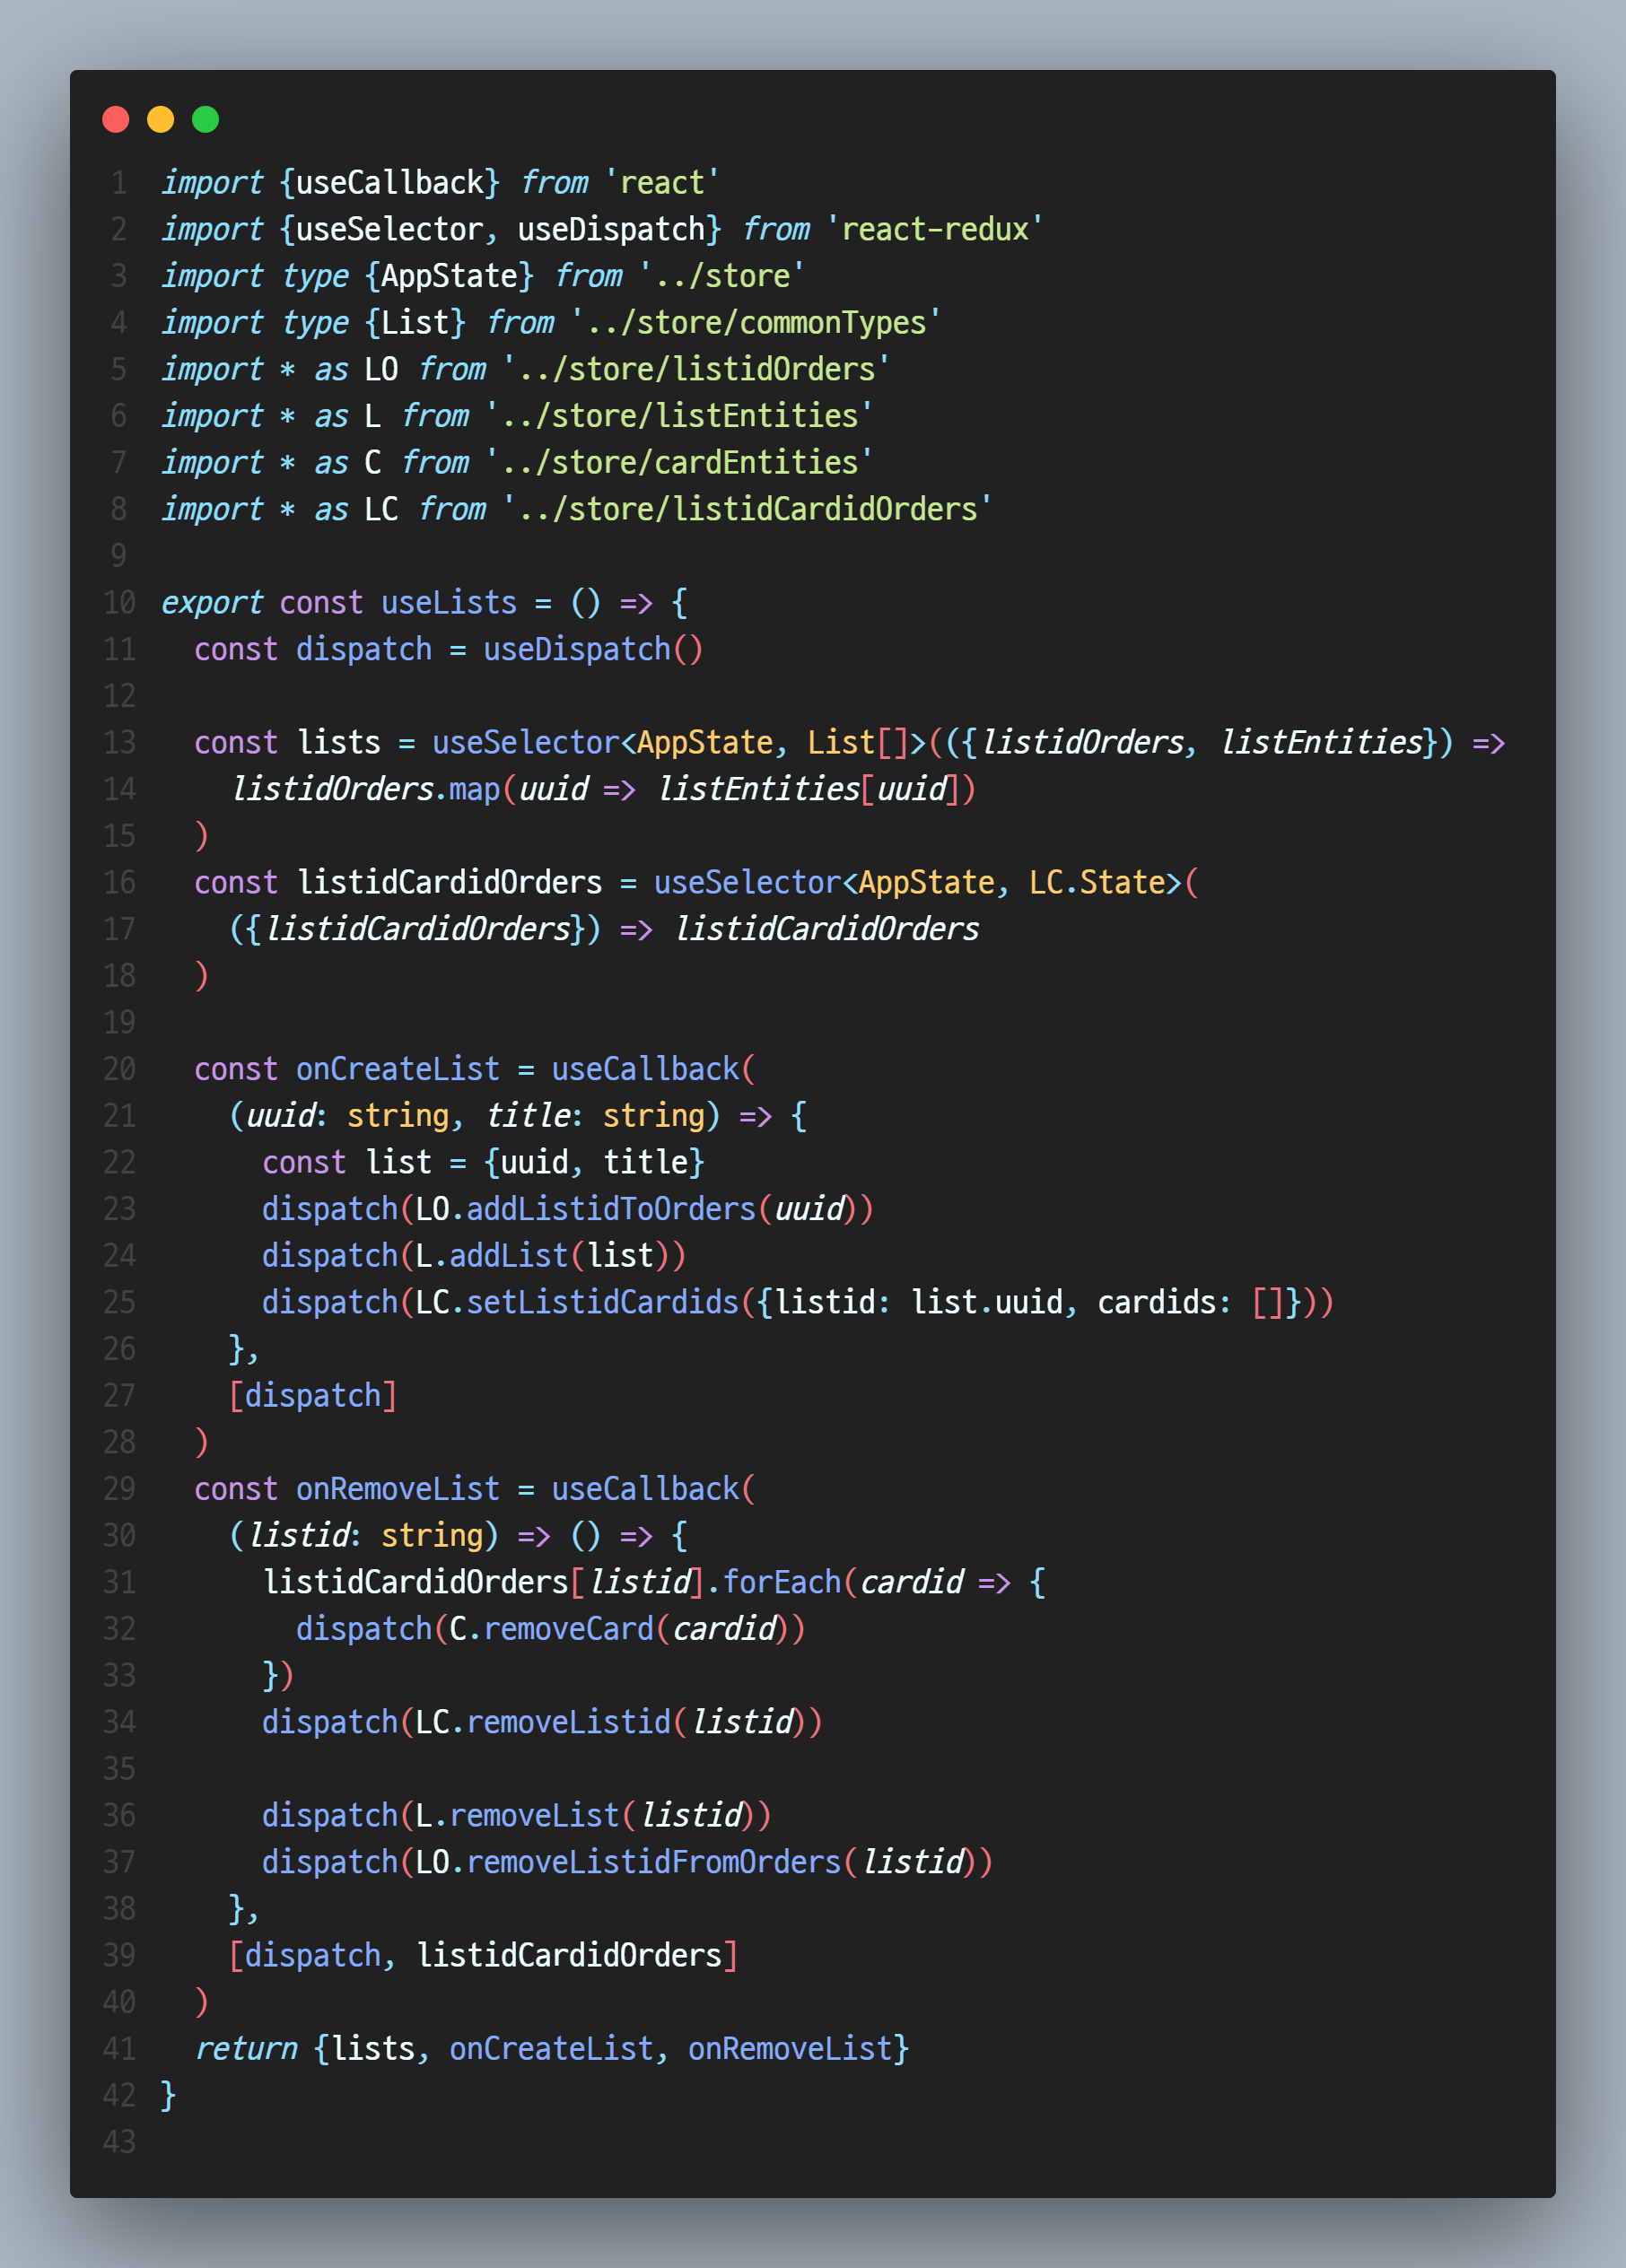 1 import {useCallback} from 'react'
2 import {useSelector, useDispatch} from 'react-redux'
3 import type {AppState} from '../store'
4 import type {List} from '../store/commonTypes'
5 import * as LO from '../store/listidOrders'
6 import * as L from '../store/listEntities'
7 import * as C from '../store/cardEntities'
8 import * as LC from '../store/listidCardidOrders'
9
10 export const useLists = () => {
11   const dispatch = useDispatch()
12
13   const lists = useSelector<AppState, List[]>(({listidOrders, listEntities}) =>
14     listidOrders.map(uuid => listEntities[uuid])
15   )
16   const listidCardidOrders = useSelector<AppState, LC.State>(
17     ({listidCardidOrders}) => listidCardidOrders
18   )
19
20   const onCreateList = useCallback(
21     (uuid: string, title: string) => {
22       const list = {uuid, title}
23       dispatch(LO.addListidToOrders(uuid))
24       dispatch(L.addList(list))
25       dispatch(LC.setListidCardids({listid: list.uuid, cardids: []}))
26     },
27     [dispatch]
28   )
29   const onRemoveList = useCallback(
30     (listid: string) => () => {
31       listidCardidOrders[listid].forEach(cardid => {
32         dispatch(C.removeCard(cardid))
33       })
34       dispatch(LC.removeListid(listid))
35
36       dispatch(L.removeList(listid))
37       dispatch(LO.removeListidFromOrders(listid))
38     },
39     [dispatch, listidCardidOrders]
40   )
41   return {lists, onCreateList, onRemoveList}
42 }
43